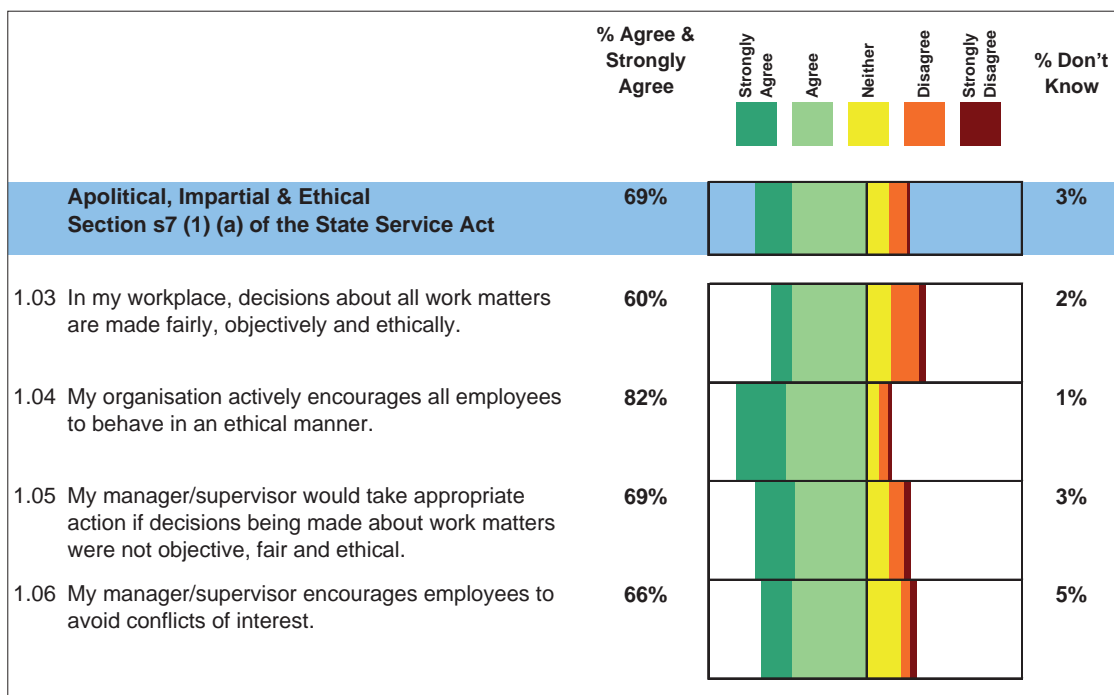 % Agree &
Strongly
Agree
Strongly
Agree
Agree
Neither
Disagree
Strongly
Disagree
% Don't
Know
Apolitical, Impartial & Ethical
Section s7 (1) (a) of the State Service Act
69%
3%
1.03 In my workplace, decisions about all work matters
are made fairly, objectively and ethically.
60%
2%
1.04 My organisation actively encourages all employees
to behave in an ethical manner.
82%
1%
1.05 My manager/supervisor would take appropriate
action if decisions being made about work matters
were not objective, fair and ethical.
69%
3%
1.06 My manager/supervisor encourages employees to
avoid conflicts of interest.
66%
5%